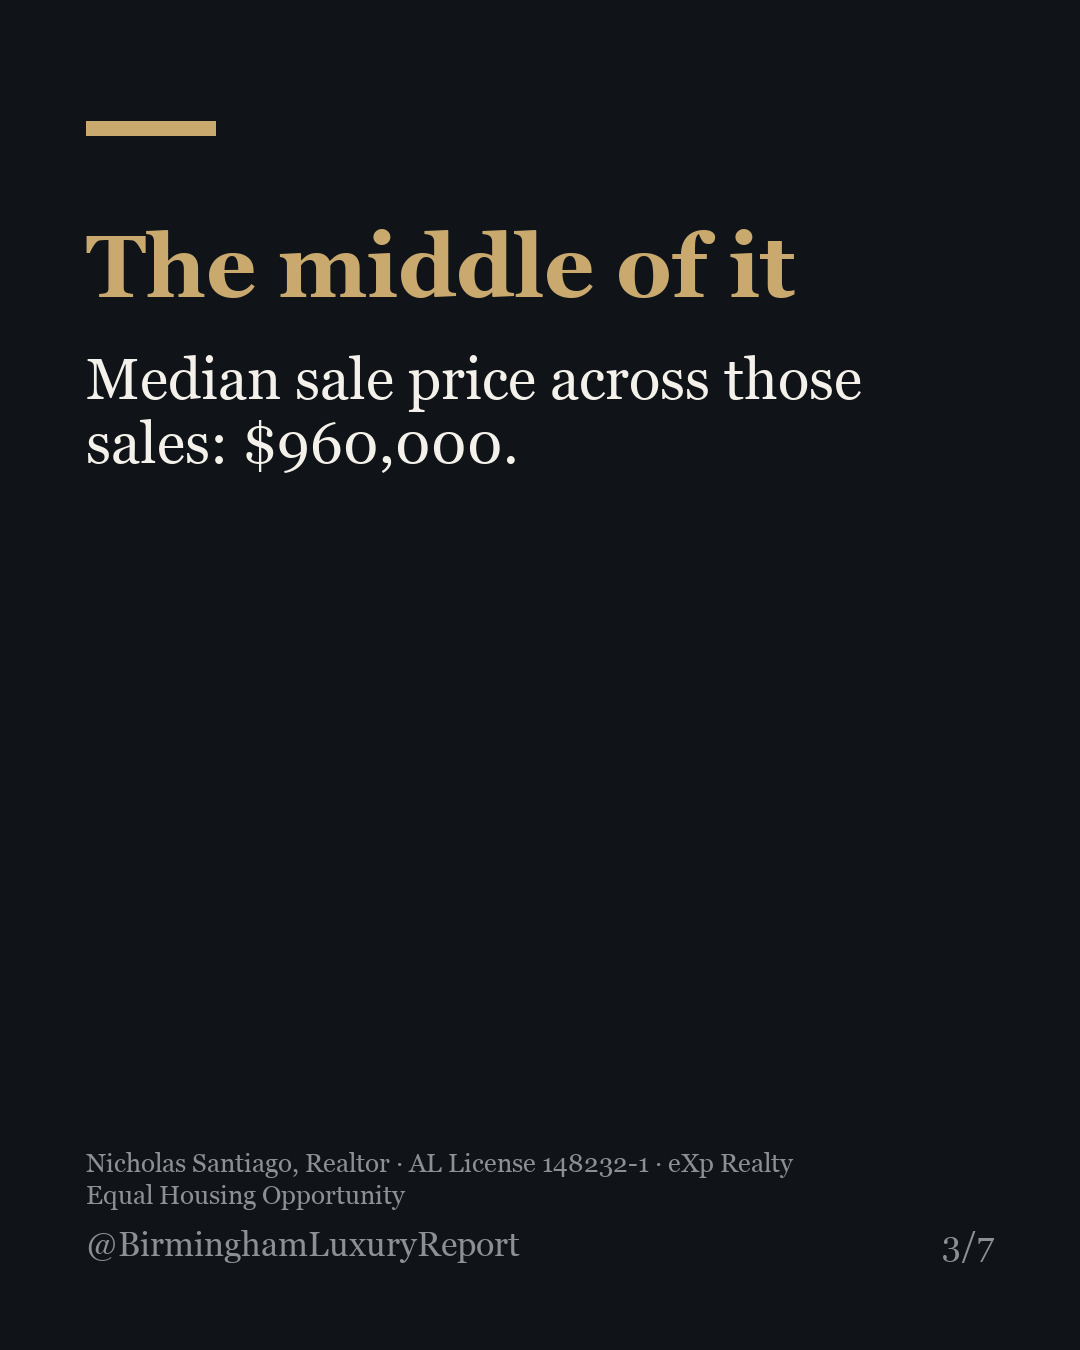 The middle of it
Median sale price across those
sales: $960,000.
Nicholas Santiago, Realtor · AL License 148232-1 · eXp Realty
Equal Housing Opportunity
@BirminghamLuxuryReport
3/7